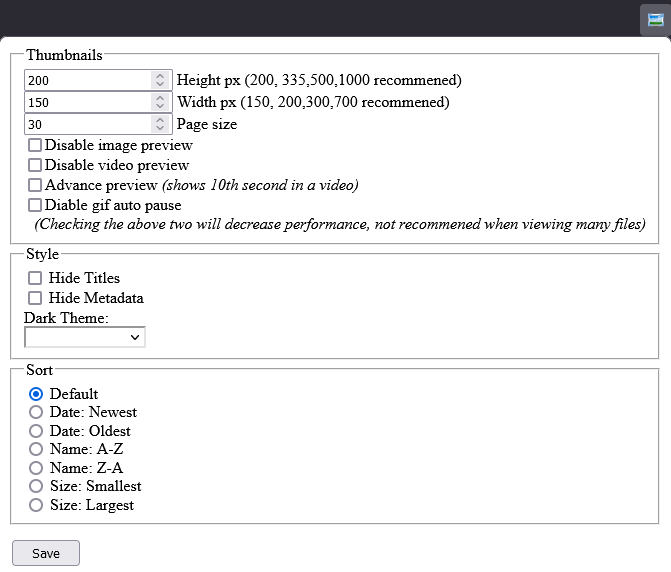 Thumbnails
200 Height px (200, 335,500,1000 recommened)
150 Width px (150, 200,300,700 recommened)
30 Page size
Disable image preview
Disable video preview
Advance preview (shows 10th second in a video)
Diable gif auto pause
(Checking the above two will decrease performance, not recommened when viewing many files)
Style
Hide Titles
Hide Metadata
Dark Theme:
Sort
Default
Date: Newest
Date: Oldest
Name: A-Z
Name: Z-A
Size: Smallest
Size: Largest
Save